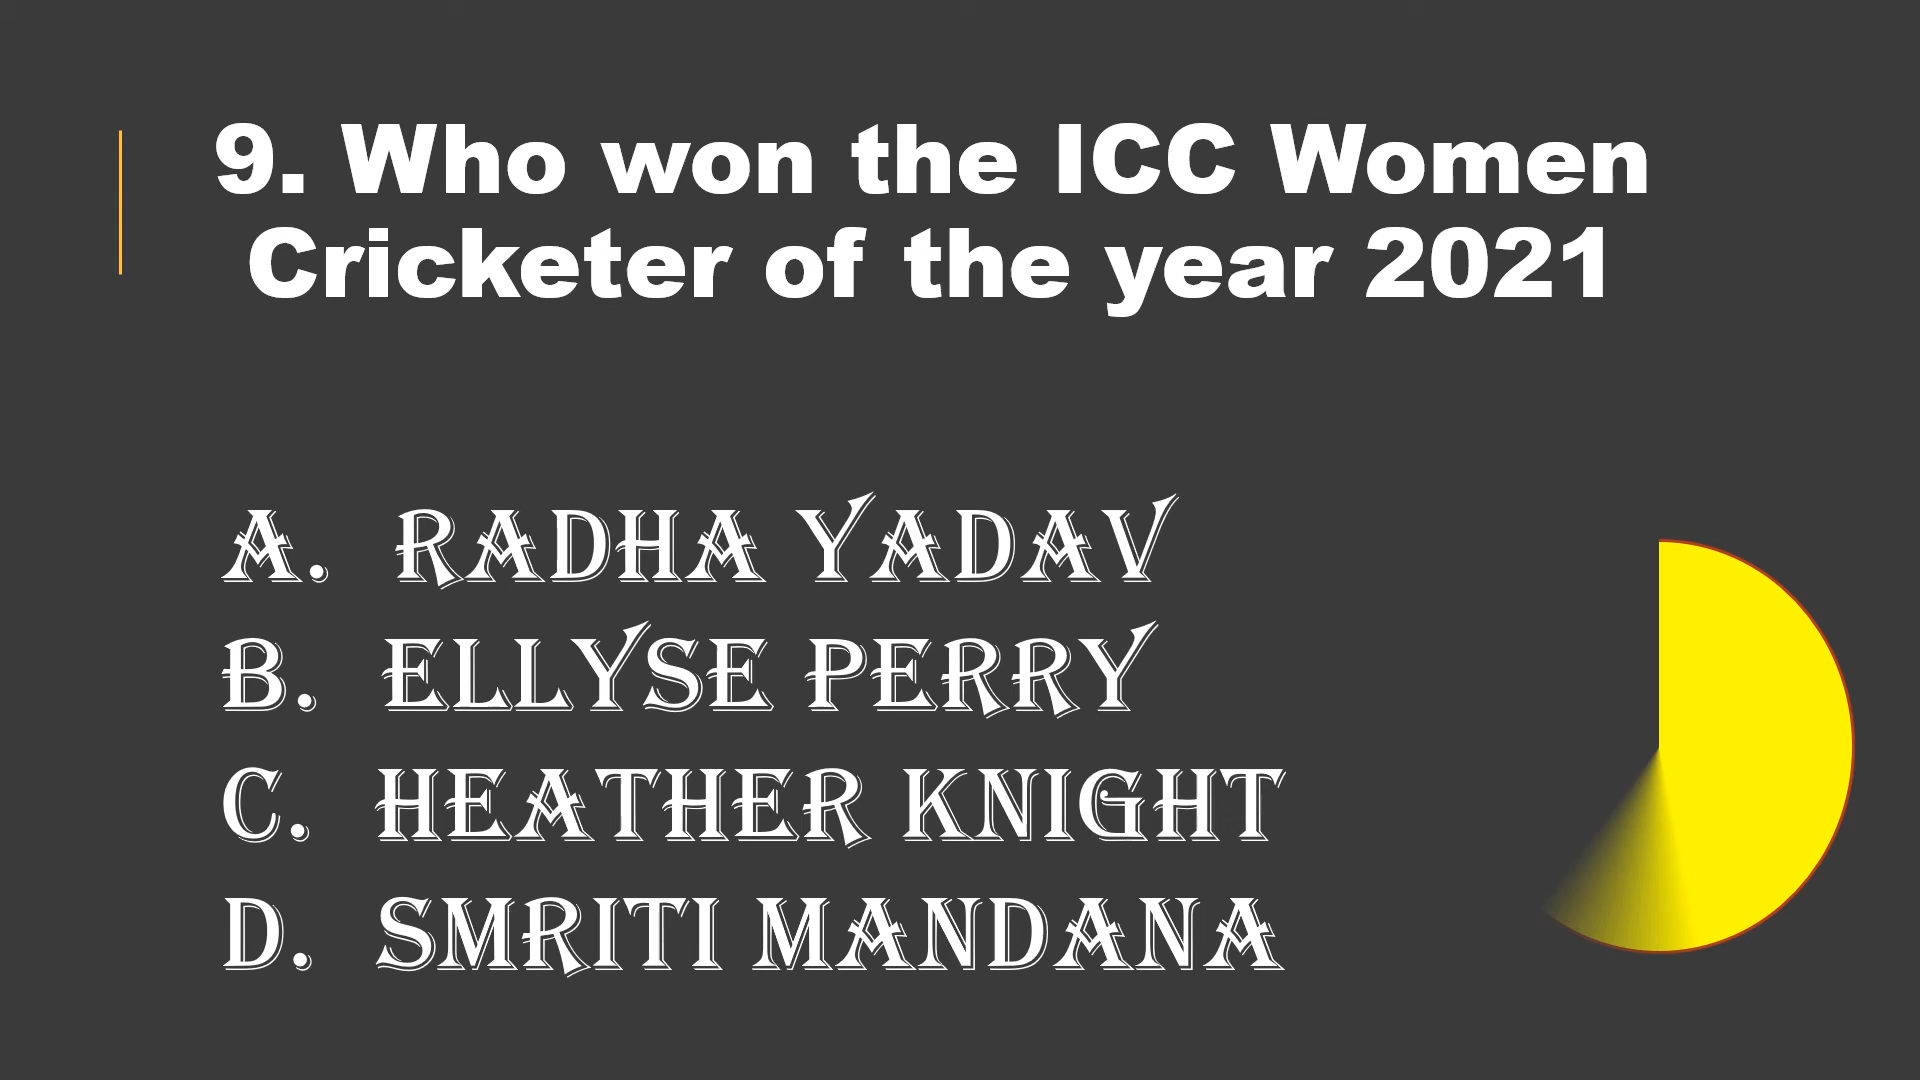 9. Who won the ICC Women
Cricketer of the year 2021
A. RADHA YADAV
B. ELLYSE PERRY
C. HEATHER KNIGHT
D. SMRITI MANDANA